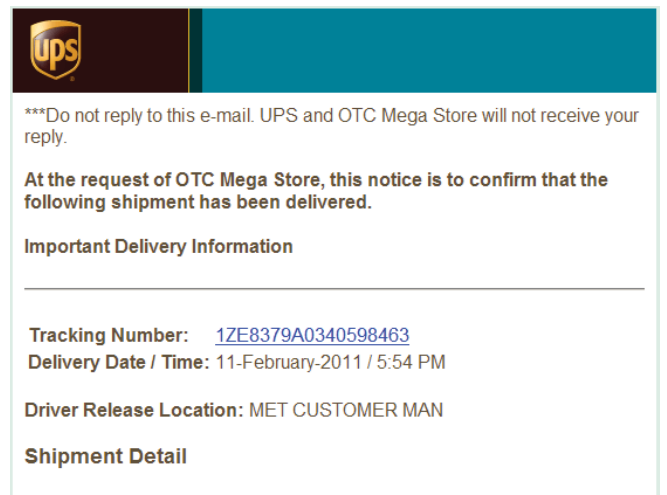 ups
***Do not reply to this e-mail. UPS and OTC Mega Store will not receive your
reply.
At the request of OTC Mega Store, this notice is to confirm that the
following shipment has been delivered.
Important Delivery Information
Tracking Number: 1ZE8379A0340598463
Delivery Date / Time: 11-February-2011 / 5:54 PM
Driver Release Location: MET CUSTOMER MAN
Shipment Detail